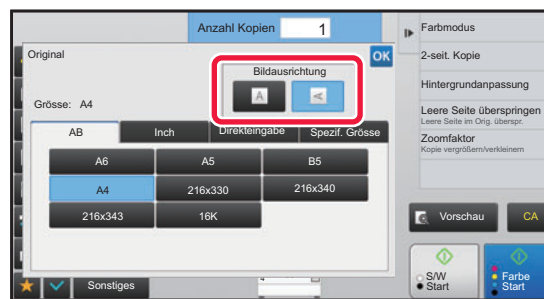 Anzahl Kopien 1
Original
OK
Bildausrichtung
A A
Grösse: A4
AB Inch Direkteingabe Spezif. Grösse
A6 A5 B5
A4 216x330 216x340
216x343 16K
Sonstiges
Farbmodus
2-seit. Kopie
Hintergrundanpassung
Leere Seite überspringen
Leere Seite im Orig. überspr.
Zoomfaktor
Kopie vergrößern/verkleinern
Vorschau CA
S/W
Start
Farbe
Start